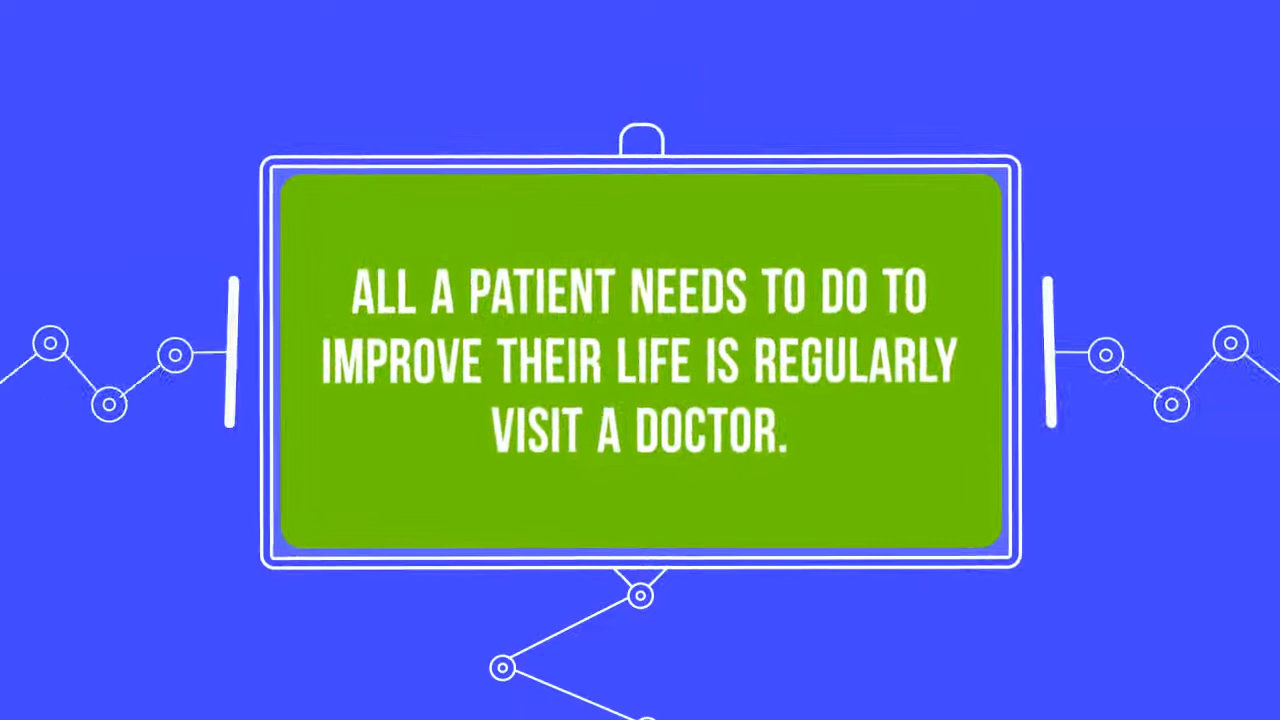 ALL A PATIENT NEEDS TO DO TO
IMPROVE THEIR LIFE IS REGULARLY
VISIT A DOCTOR.